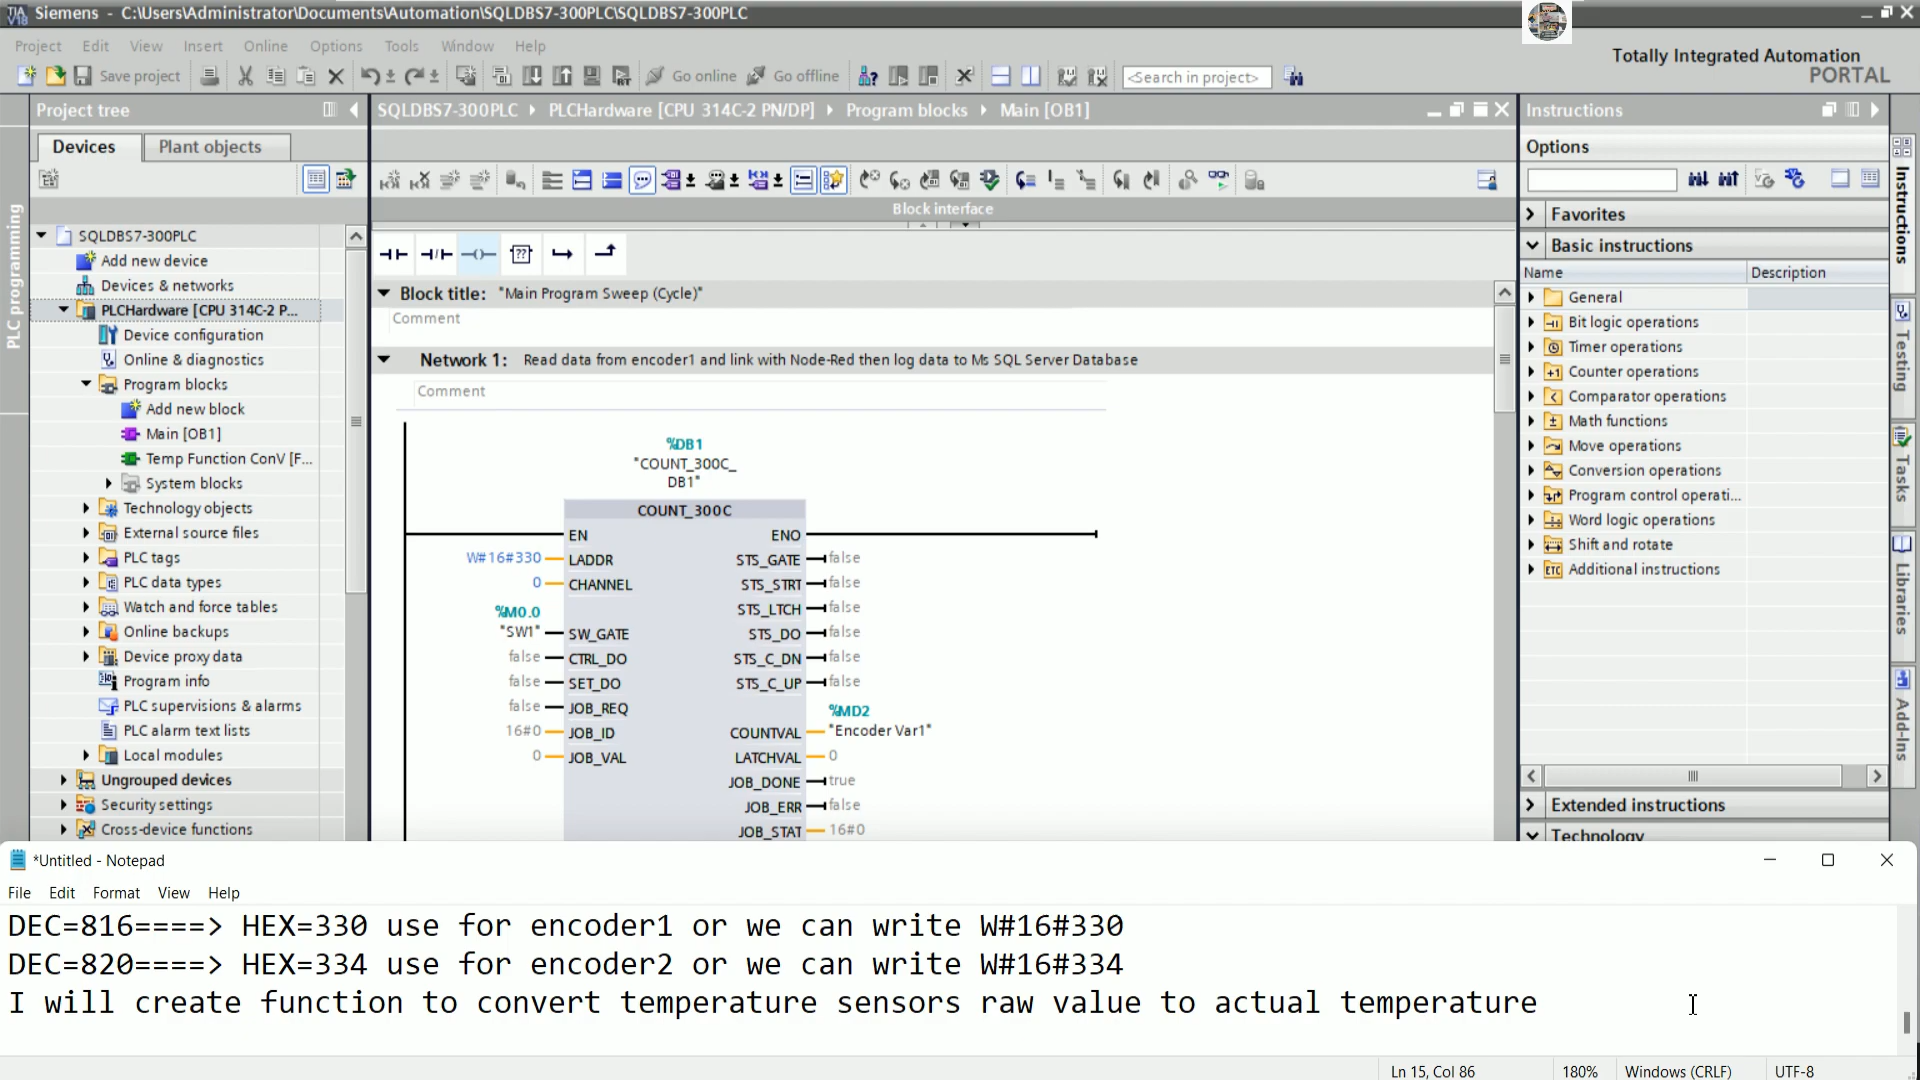 Siemens - C:\Users\Administrator\Documents\Automation\SQLDBS7-300PLC\SQLDBS7-300PLC
Project Edit View Insert Online Options Tools Window Help
Totally Integrated Automation
PORTAL
Save project Go online Go offline <Search in project>
Project tree
SQLDBS7-300PLC PLCHardware [CPU 314C-2 PN/DP] Program blocks Main [OB1]
Instructions
Devices Plant objects
Options
Block interface
PLC programming
SQLDBS7-300PLC
Add new device
Devices & networks
PLCHardware [CPU 314C-2 P...
Device configuration
Online & diagnostics
Program blocks
Add new block
Main [OB1]
Temp Function ConV [F...
System blocks
Technology objects
External source files
PLC tags
PLC data types
Watch and force tables
Online backups
Device proxy data
Program info
PLC supervisions & alarms
PLC alarm text lists
Local modules
Ungrouped devices
Security settings
Cross-device functions
Block title: "Main Program Sweep (Cycle)"
Comment
Network 1: Read data from encoder1 and link with Node-Red then log data to Ms SQL Server Database
Comment
%DB1
"COUNT_300C_
DB1"
COUNT_300C
EN ENO
W#16#330 LADDR STS_GATE false
0 CHANNEL STS_STRT false
%M0.0 STS_LTCH false
"SW1" SW_GATE STS_DO false
false CTRL_DO STS_C_DN false
false SET_DO STS_C_UP false
false JOB_REQ %MD2
16#0 JOB_ID COUNTVAL "Encoder Var1"
0 JOB_VAL LATCHVAL 0
JOB_DONE true
JOB_ERR false
JOB_STAT 16#0
Favorites
Basic instructions
Name Description
General
Bit logic operations
Timer operations
Counter operations
Comparator operations
Math functions
Move operations
Conversion operations
Program control operati...
Word logic operations
Shift and rotate
Additional instructions
Extended instructions
Technology
Instructions
Testing
Tasks
Libraries
Add-Ins
*Untitled - Notepad
File Edit Format View Help
DEC=816====> HEX=330 use for encoder1 or we can write W#16#330
DEC=820====> HEX=334 use for encoder2 or we can write W#16#334
I will create function to convert temperature sensors raw value to actual temperature
Ln 15, Col 86 180% Windows (CRLF) UTF-8